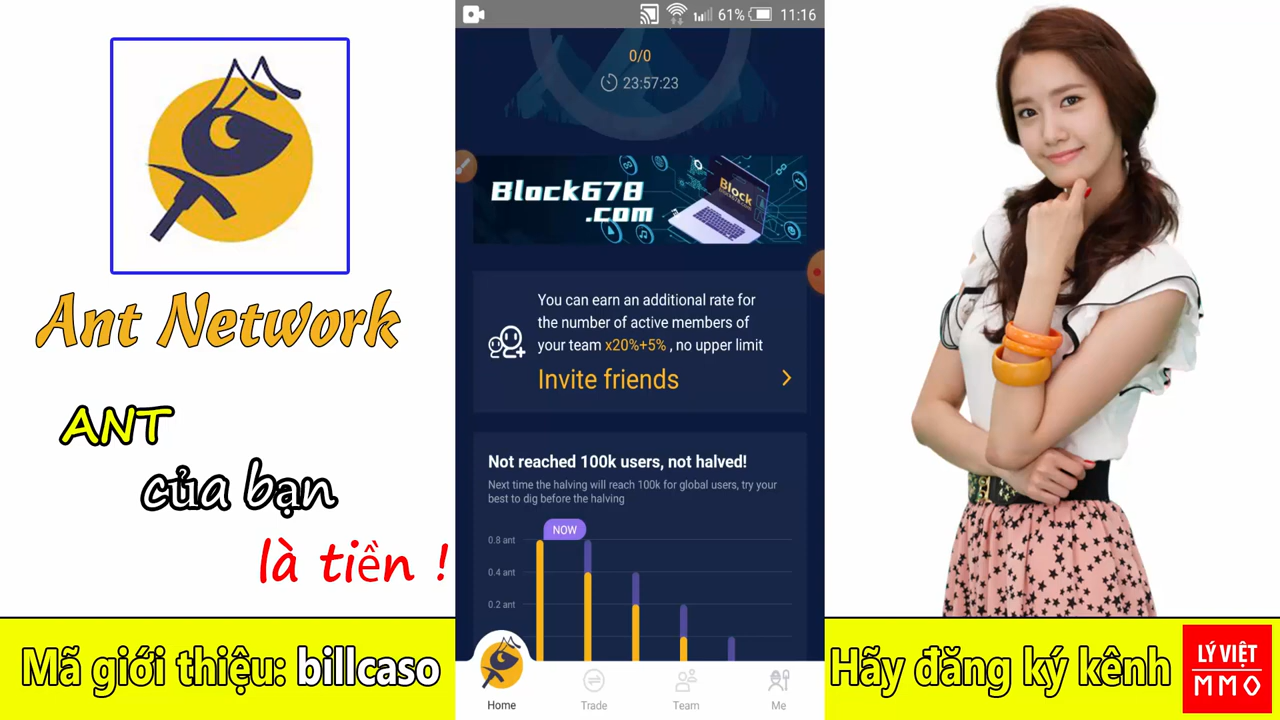 Ant Network
ANT
của bạn
là tiền !
Mã giới thiệu: billcaso
61% 11:16
0/0
23:57:23
Block678
.com
Block
You can earn an additional rate for
the number of active members of
your team x20%+5% , no upper limit
Invite friends
Not reached 100k users, not halved!
Next time the halving will reach 100k for global users, try your
best to dig before the halving
NOW
0.8 ant
0.4 ant
0.2 ant
Home
Trade
Team
Me
Hãy đăng ký kênh
LÝ VIỆT
MMO